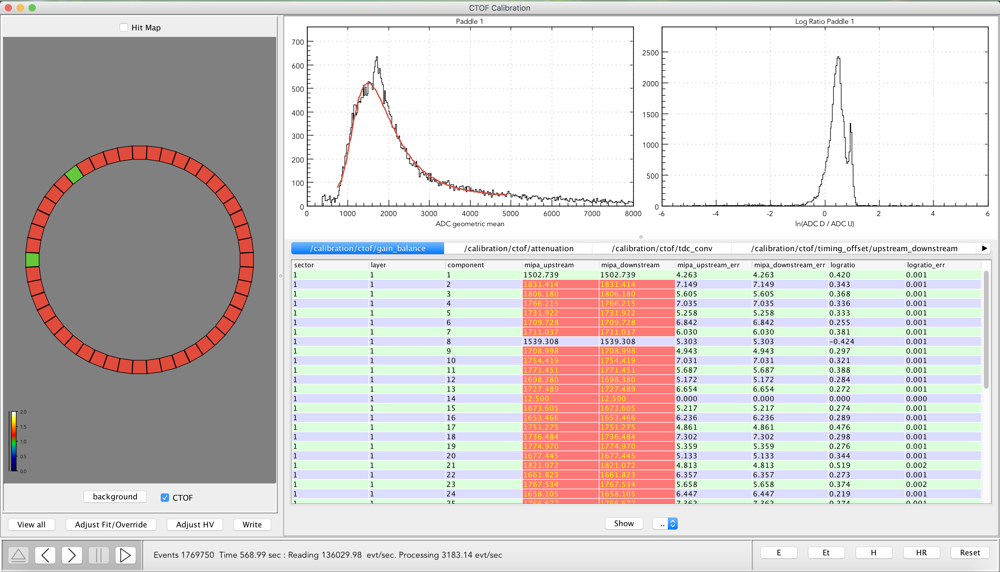 CTOF Calibration
Hit Map
2.0
1.5
1.0
0.5
0.0
background
CTOF
View all
Adjust Fit/Override
Adjust HV
Write
Paddle 1
700
600
500
400
300
200
100
0
0 1000 2000 3000 4000 5000 6000 7000 8000
ADC geometric mean
Log Ratio Paddle 1
2500
2000
1500
1000
500
0
-6 -4 -2 0 2 4 6
ln(ADC D / ADC U)
/calibration/ctof/gain_balance /calibration/ctof/attenuation /calibration/ctof/tdc_conv /calibration/ctof/timing_offset/upstream_downstream
sector layer component mipa_upstream mipa_downstream mipa_upstream_err mipa_downstream_err logratio logratio_err
1 1 1 1502.739 1502.739 4.263 4.263 0.420 0.001
1 1 2 1831.414 1831.414 7.149 7.149 0.343 0.001
1 1 3 1806.180 1806.180 5.605 5.605 0.368 0.001
1 1 4 1766.215 1766.215 7.035 7.035 0.336 0.001
1 1 5 1731.922 1731.922 5.258 5.258 0.333 0.001
1 1 6 1709.728 1709.728 6.842 6.842 0.255 0.001
1 1 7 1711.037 1711.037 6.030 6.030 0.381 0.001
1 1 8 1539.308 1539.308 5.303 5.303 −0.424 0.001
1 1 9 1708.998 1708.998 4.943 4.943 0.297 0.001
1 1 10 1754.419 1754.419 7.031 7.031 0.321 0.001
1 1 11 1771.451 1771.451 5.687 5.687 0.388 0.001
1 1 12 1698.380 1698.380 5.172 5.172 0.284 0.001
1 1 13 1727.489 1727.489 6.654 6.654 0.272 0.001
1 1 14 12.500 12.500 0.000 0.000 0.000 0.000
1 1 15 1673.605 1673.605 5.217 5.217 0.274 0.001
1 1 16 1653.466 1653.466 6.236 6.236 0.289 0.001
1 1 17 1751.275 1751.275 4.861 4.861 0.476 0.001
1 1 18 1736.484 1736.484 7.302 7.302 0.298 0.001
1 1 19 1774.970 1774.970 5.359 5.359 0.276 0.001
1 1 20 1677.445 1677.445 5.133 5.133 0.344 0.001
1 1 21 1821.072 1821.072 4.813 4.813 0.519 0.002
1 1 22 1661.823 1661.823 6.357 6.357 0.273 0.001
1 1 23 1767.534 1767.534 5.658 5.658 0.374 0.002
1 1 24 1658.105 1658.105 6.447 6.447 0.219 0.001
1 1 25 1766.677 1766.677 7.362 7.362 0.274 0.001
Show ..
Events 1769750 Time 568.99 sec : Reading 136029.98 evt/sec. Processing 3183.14 evt/sec
E Et H HR Reset